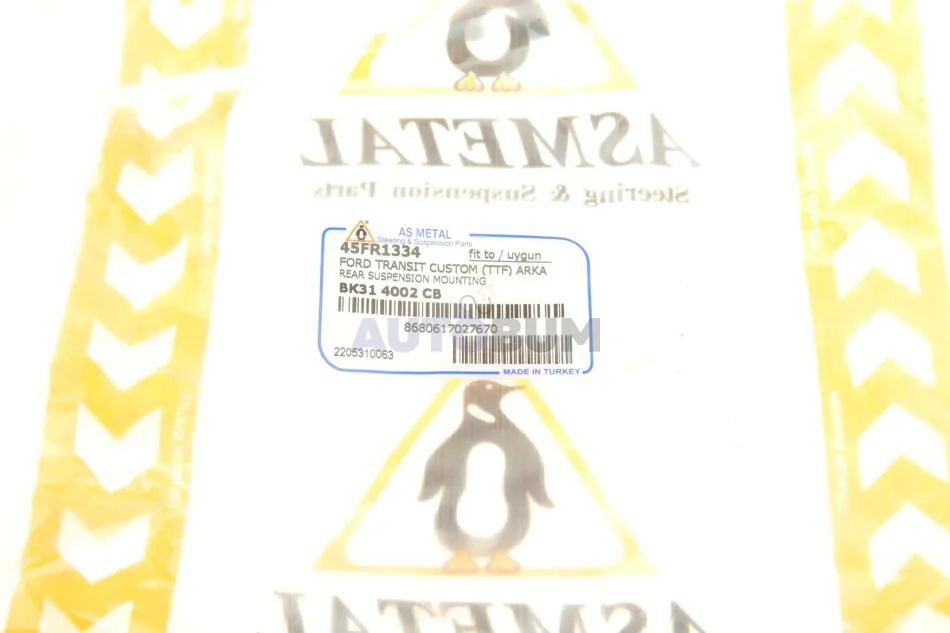 ASMETAL
Steering & Suspension Parts
AS METAL
Steering & Suspension Parts
45FR1334 fit to / uygun
FORD TRANSIT CUSTOM (TTF) ARKA
REAR SUSPENSION MOUNTING
BK31 4002 CB
AUTOBUM
8680617027670
2205310063
MADE IN TURKEY
ASMETAL